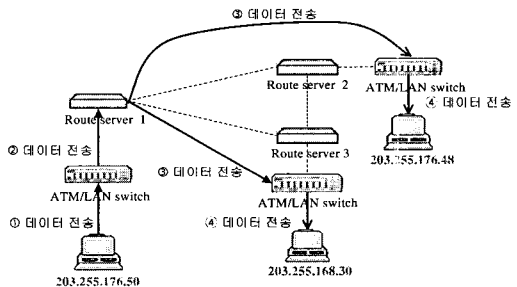 ③ 데이터 전송
Route server 2
ATM/LAN switch
④ 데이터 전송
Route server 1
Route server 3
203.255.176.48
② 데이터 전송
③ 데이터 전송
ATM/LAN switch
ATM/LAN switch
① 데이터 전송
④ 데이터 전송
203.255.168.30
203.255.176.50